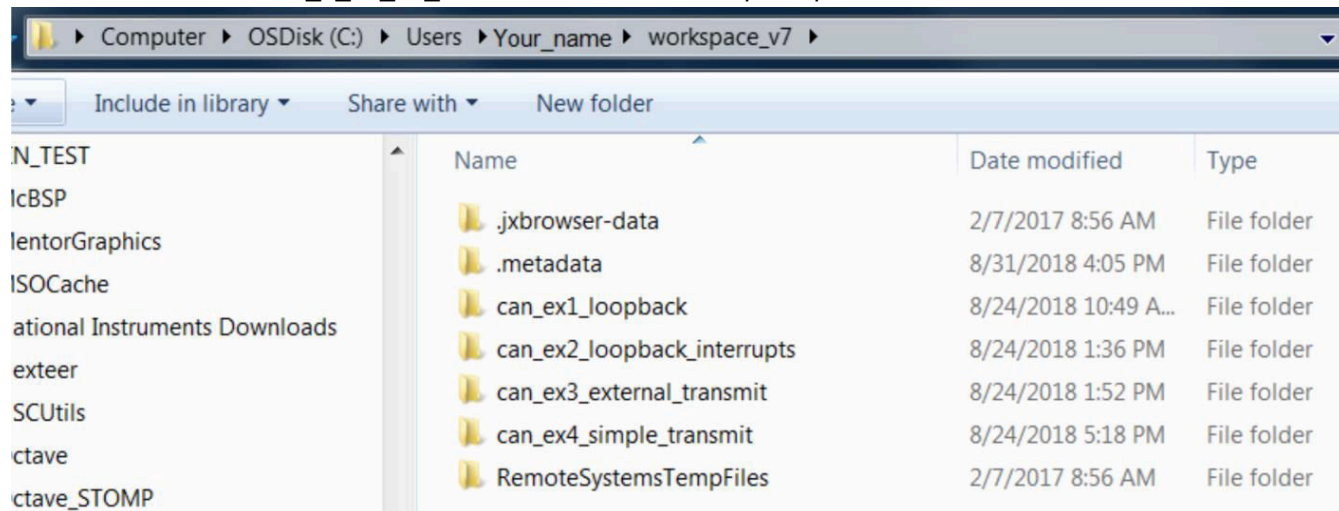 Computer ▸ OSDisk (C:) ▸ Users ▸ Your_name ▸ workspace_v7 ▸
Include in library Share with New folder
N_TEST
cBSP
entorGraphics
SOCache
ational Instruments Downloads
exteer
SCUtils
ctave
ctave_STOMP
Name Date modified Type
.jxbrowser-data 2/7/2017 8:56 AM File folder
.metadata 8/31/2018 4:05 PM File folder
can_ex1_loopback 8/24/2018 10:49 A... File folder
can_ex2_loopback_interrupts 8/24/2018 1:36 PM File folder
can_ex3_external_transmit 8/24/2018 1:52 PM File folder
can_ex4_simple_transmit 8/24/2018 5:18 PM File folder
RemoteSystemsTempFiles 2/7/2017 8:56 AM File folder